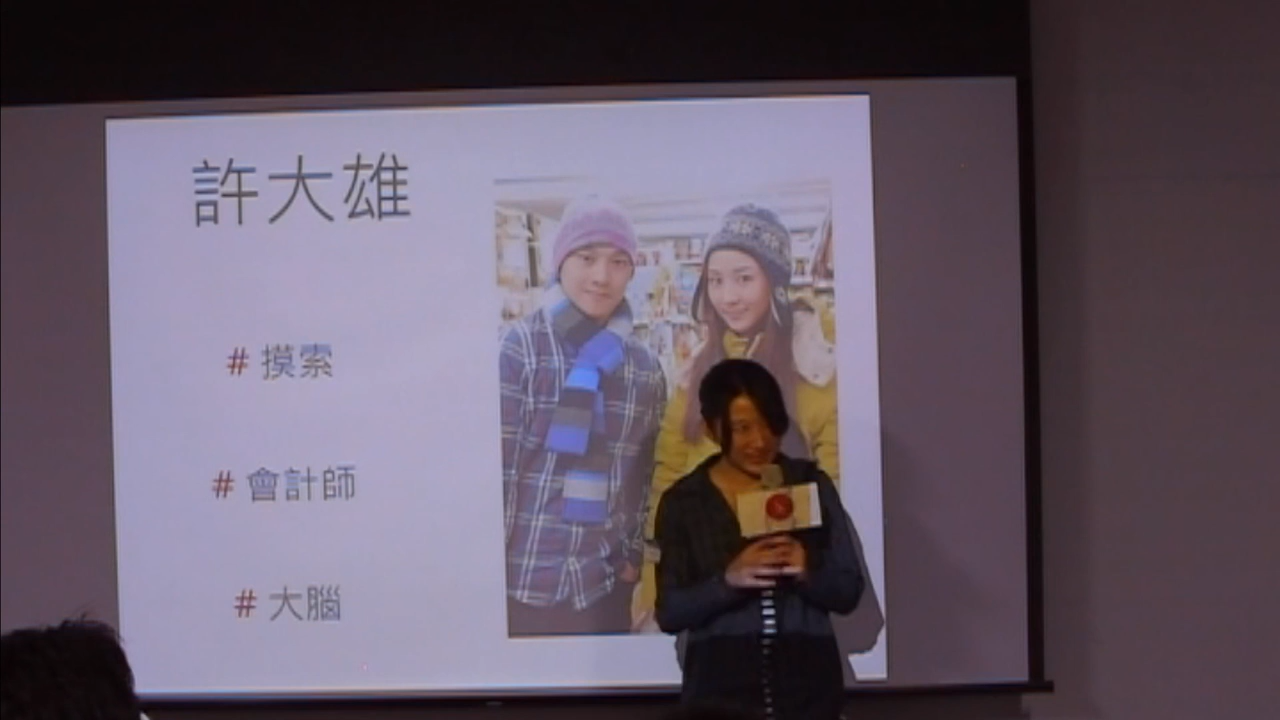 許大雄
# 摸索
# 會計師
# 大腦